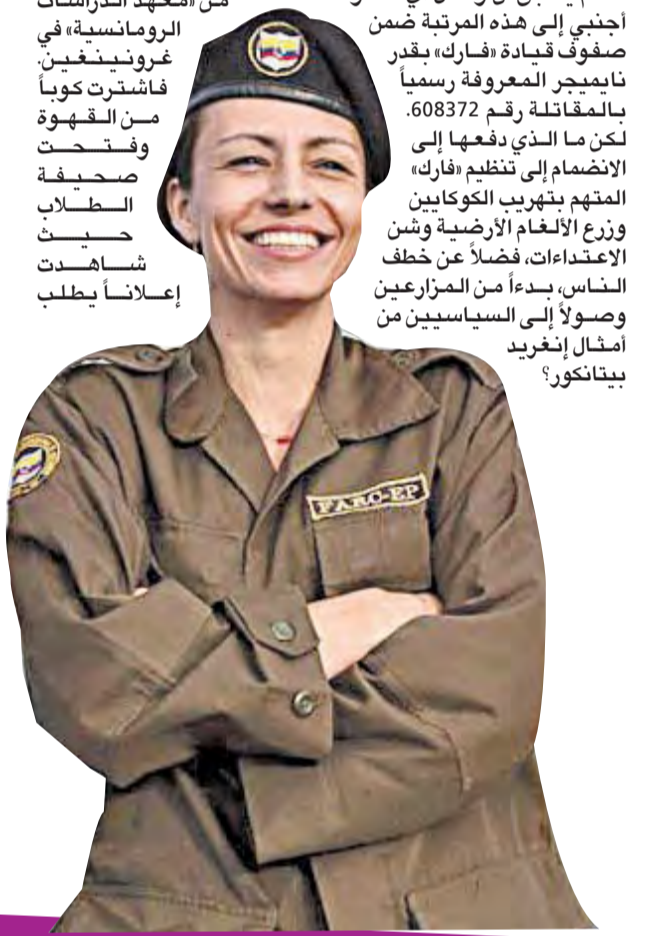 أجنبي إلى هذه المرتبة ضمن
صفوف قيادة «فارك» بقدر
نايميجر المعروفة رسمياً
بالمقاتلة رقم 608372.
لكن ما الذي دفعها إلى
الانضمام إلى تنظيم «فارك»
المتهم بتهريب الكوكايين
وزرع الألغام الأرضية وشن
الاعتداءات، فضلاً عن خطف
الناس، بدءاً من المزارعين
وصولاً إلى السياسيين من
أمثال إنغريد
بيتانكور؟
من «معهد الدراسات
الرومانسية» في
غرونينغين.
فاشترت كوباً
من القهوة
وفتحت
صحيفة
الطلاب
حيث
شاهدت
إعلاناً يطلب
FARC-EP